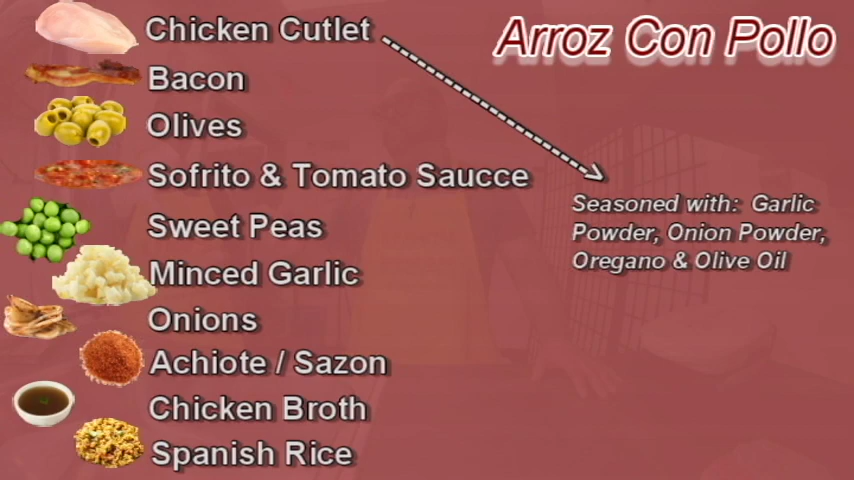 Arroz Con Pollo
Chicken Cutlet
Bacon
Olives
Sofrito & Tomato Saucce
Sweet Peas
Minced Garlic
Onions
Achiote / Sazon
Chicken Broth
Spanish Rice
Seasoned with: Garlic
Powder, Onion Powder,
Oregano & Olive Oil